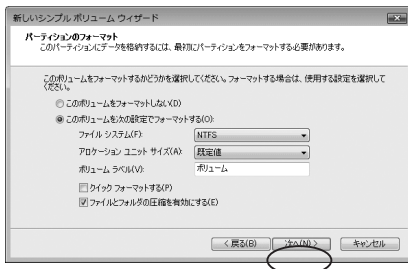 新しいシンプル ボリューム ウィザード
パーティションのフォーマット
このパーティションにデータを格納するには、最初にパーティションをフォーマットする必要があります。
このボリュームをフォーマットするかどうかを選択してください。フォーマットする場合は、使用する設定を選択して
ください。
このボリュームをフォーマットしない(D)
このボリュームを次の設定でフォーマットする(O):
ファイル システム(F): NTFS
アロケーション ユニット サイズ(A): 既定値
ボリューム ラベル(V): ボリューム
クイック フォーマットする(P)
ファイルとフォルダの圧縮を有効にする(E)
< 戻る(B) 次へ(N) > キャンセル